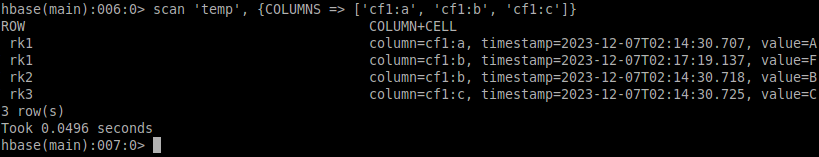 hbase(main):006:0> scan 'temp', {COLUMNS => ['cf1:a', 'cf1:b', 'cf1:c']}
ROW COLUMN+CELL
rk1 column=cf1:a, timestamp=2023-12-07T02:14:30.707, value=A
rk1 column=cf1:b, timestamp=2023-12-07T02:17:19.137, value=F
rk2 column=cf1:b, timestamp=2023-12-07T02:14:30.718, value=B
rk3 column=cf1:c, timestamp=2023-12-07T02:14:30.725, value=C
3 row(s)
Took 0.0496 seconds
hbase(main):007:0>